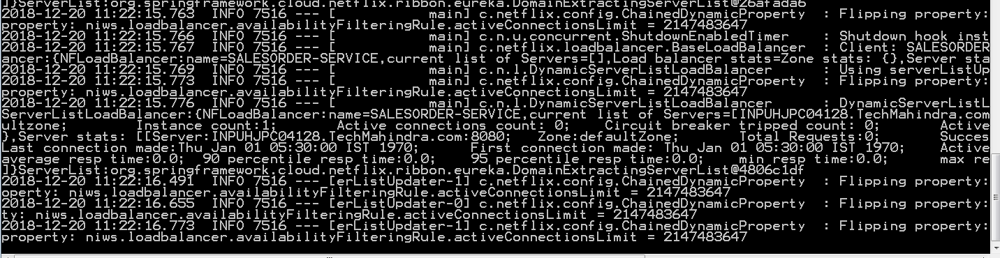 ]}ServerList:org.springframework.cloud.netflix.ribbon.eureka.DomainExtractingServerList@26afada6
2018-12-20 11:22:15.763  INFO 7516 --- [           main] c.netflix.config.ChainedDynamicProperty  : Flipping property:
property: niws.loadbalancer.availabilityFilteringRule.activeConnectionsLimit = 2147483647
2018-12-20 11:22:15.766  INFO 7516 --- [           main] c.n.u.concurrent.ShutdownEnabledTimer    : Shutdown hook inst
2018-12-20 11:22:15.767  INFO 7516 --- [           main] c.netflix.loadbalancer.BaseLoadBalancer  : Client: SALESORDER
ancer:{NFLoadBalancer:name=SALESORDER-SERVICE,current list of Servers=[],Load balancer stats=Zone stats: {},Server sta
2018-12-20 11:22:15.769  INFO 7516 --- [           main] c.n.l.DynamicServerListLoadBalancer      : Using serverListUp
2018-12-20 11:22:15.773  INFO 7516 --- [           main] c.netflix.config.ChainedDynamicProperty  : Flipping property:
property: niws.loadbalancer.availabilityFilteringRule.activeConnectionsLimit = 2147483647
2018-12-20 11:22:15.776  INFO 7516 --- [           main] c.n.l.DynamicServerListLoadBalancer      : DynamicServerListL
ServerListLoadBalancer:{NFLoadBalancer:name=SALESORDER-SERVICE,current list of Servers=[INPUHJPC04128.TechMahindra.com
ultzone;        Instance count:1;       Active connections count: 0;    Circuit breaker tripped count: 0;       Active
},Server stats: [[Server:INPUHJPC04128.TechMahindra.com:8080;   Zone:defaultZone;       Total Requests:0;       Succes
Last connection made:Thu Jan 01 05:30:00 IST 1970;      First connection made: Thu Jan 01 05:30:00 IST 1970;    Active
average resp time:0.0;  90 percentile resp time:0.0;    95 percentile resp time:0.0;    min resp time:0.0;      max re
]}ServerList:org.springframework.cloud.netflix.ribbon.eureka.DomainExtractingServerList@4806c1df
2018-12-20 11:22:16.491  INFO 7516 --- [erListUpdater-1] c.netflix.config.ChainedDynamicProperty  : Flipping property:
operty: niws.loadbalancer.availabilityFilteringRule.activeConnectionsLimit = 2147483647
2018-12-20 11:22:16.655  INFO 7516 --- [erListUpdater-0] c.netflix.config.ChainedDynamicProperty  : Flipping property:
ty: niws.loadbalancer.availabilityFilteringRule.activeConnectionsLimit = 2147483647
2018-12-20 11:22:16.773  INFO 7516 --- [erListUpdater-1] c.netflix.config.ChainedDynamicProperty  : Flipping property:
property: niws.loadbalancer.availabilityFilteringRule.activeConnectionsLimit = 2147483647